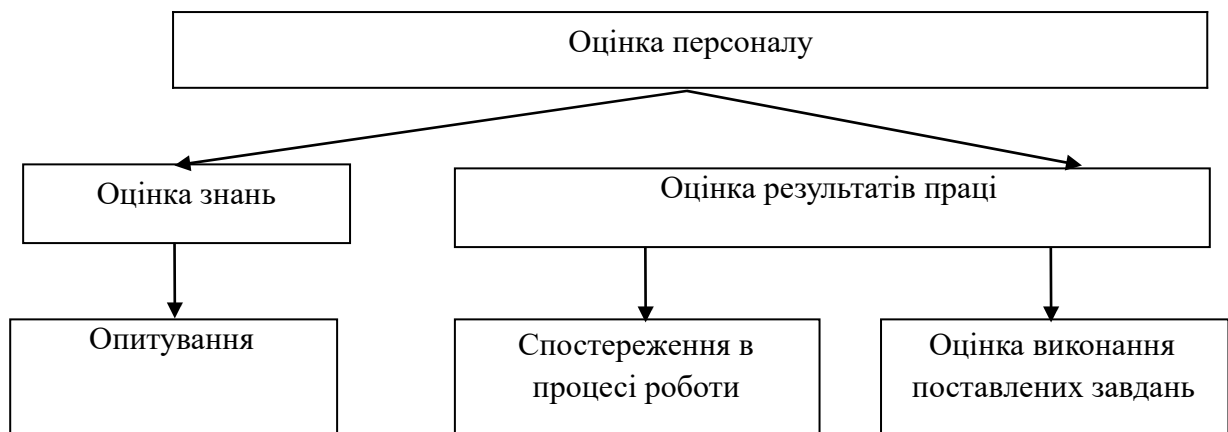 Оцінка персоналу
Оцінка знань
Оцінка результатів праці
Опитування
Спостереження в
процесі роботи
Оцінка виконання
поставлених завдань